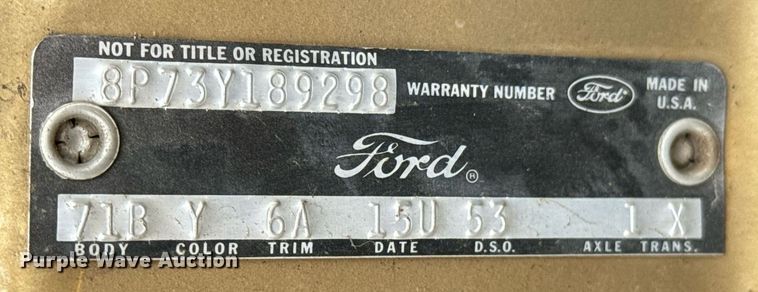 NOT FOR TITLE OR REGISTRATION
8P73Y189298 WARRANTY NUMBER Ford MADE IN U.S.A.
Ford ®
71B Y 6A 15U 53 1 X
BODY COLOR TRIM DATE D.S.O. AXLE TRANS.
Purple Wave Auction